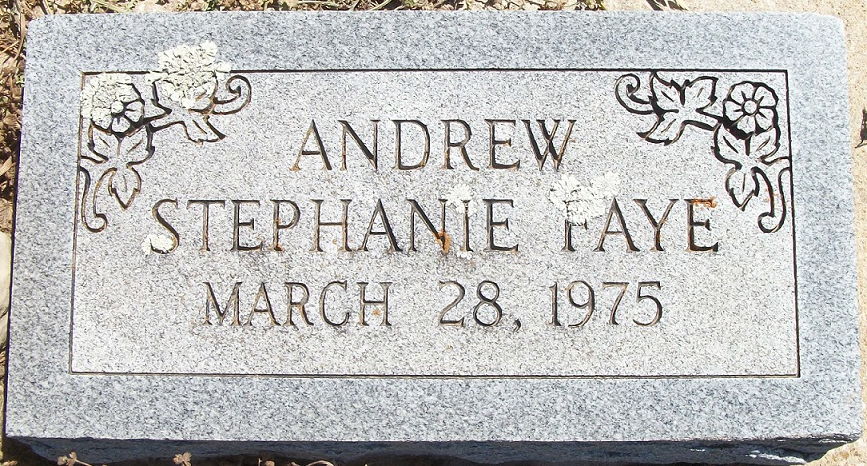 ANDREW
STEPHANIE FAYE
MARCH 28, 1975